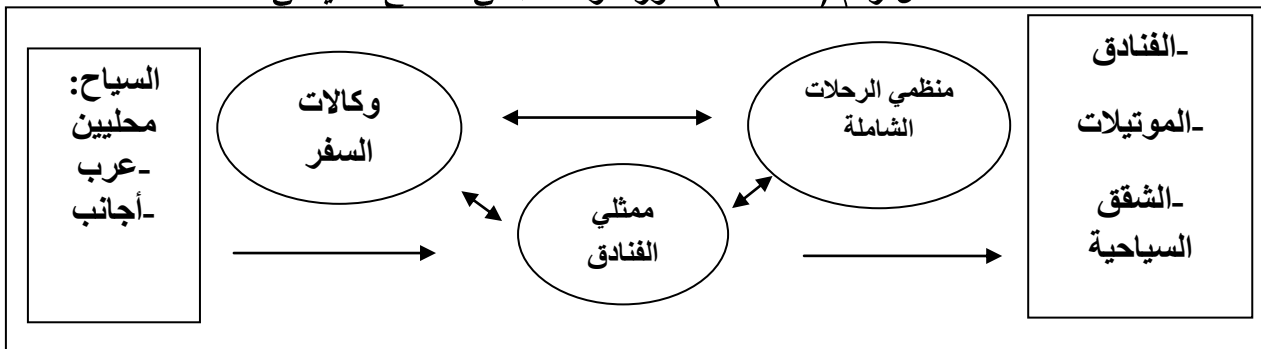 -الفنادق
-الموتيلات
-الشقق
السياحية
منظمي الرحلات
الشاملة
ممثلي
الفنادق
وكالات
السفر
السياح:
محليين
-عرب
-أجانب